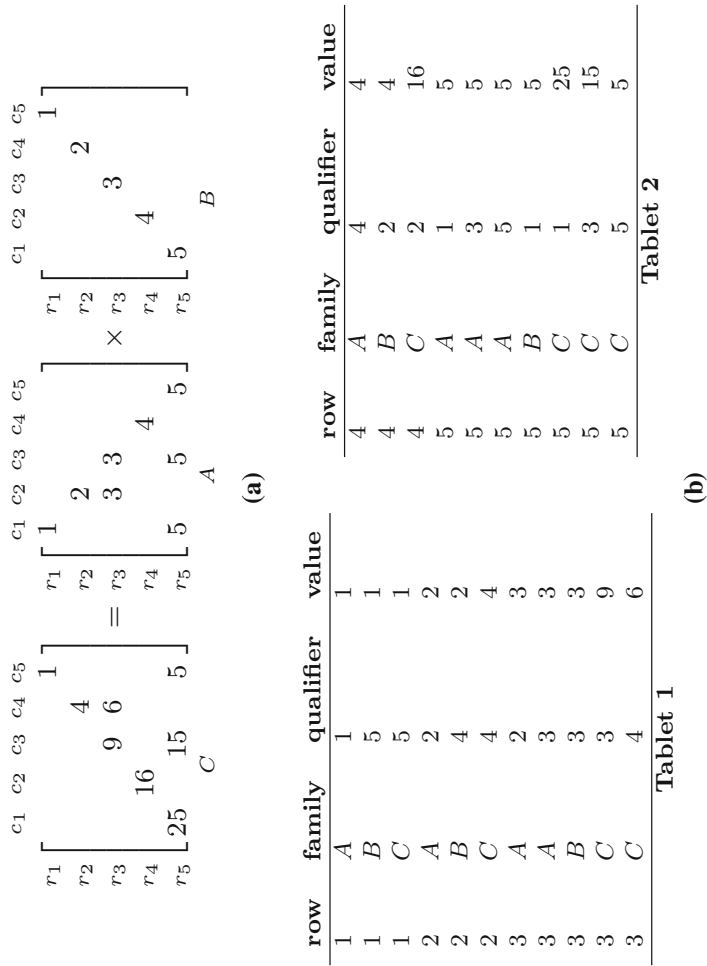 c1 c2 c3 c4 c5 c1 c2 c3 c4 c5 c1 c2 c3 c4 c5
r1 1 r1 1 r1 1
r2 4 r2 2 r2 2
r3 9 6 = r3 3 3 × r3 3
r4 16 r4 4 r4 4
r5 25 15 5 r5 5 5 5 r5 5
C A B
(a)
row family qualifier value
1 A 1 1
1 B 5 1
1 C 5 1
2 A 2 2
2 B 4 2
2 C 4 4
3 A 2 3
3 A 3 3
3 B 3 3
3 C 3 9
3 C 4 6
Tablet 1
row family qualifier value
4 A 4 4
4 B 2 4
4 C 2 16
5 A 1 5
5 A 3 5
5 A 5 5
5 B 1 5
5 C 1 25
5 C 3 15
5 C 5 5
Tablet 2
(b)